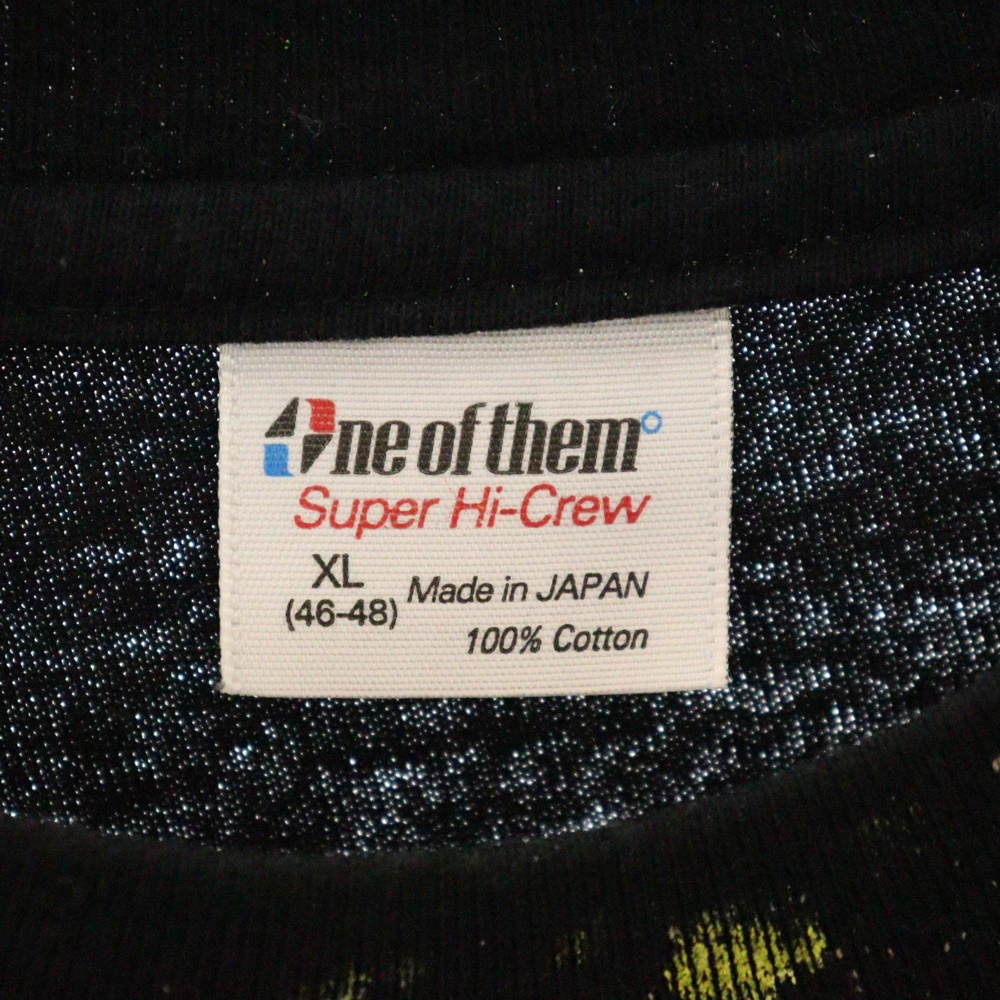 One of them
Super Hi-Crew
XL
(46-48)
Made in JAPAN
100% Cotton